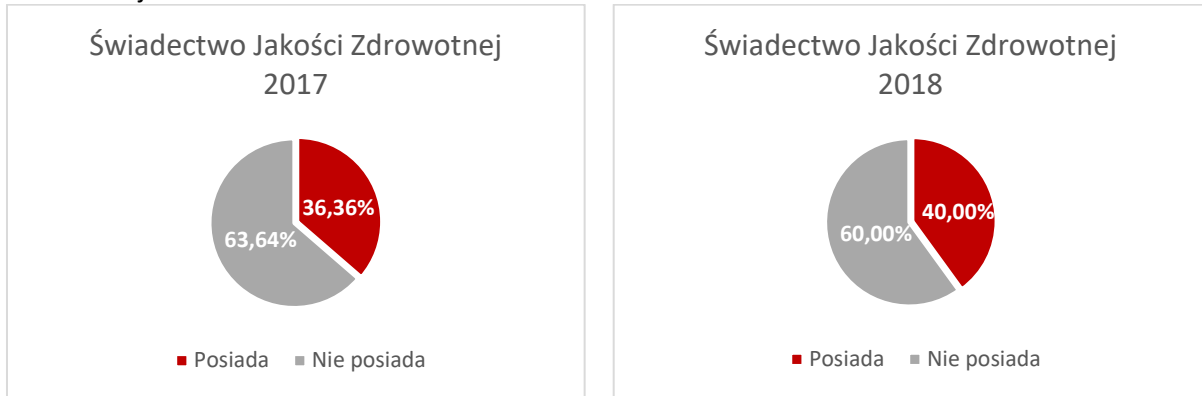 Świadectwo Jakości Zdrowotnej
2017
36,36%
63,64%
Posiada Nie posiada
Świadectwo Jakości Zdrowotnej
2018
40,00%
60,00%
Posiada Nie posiada